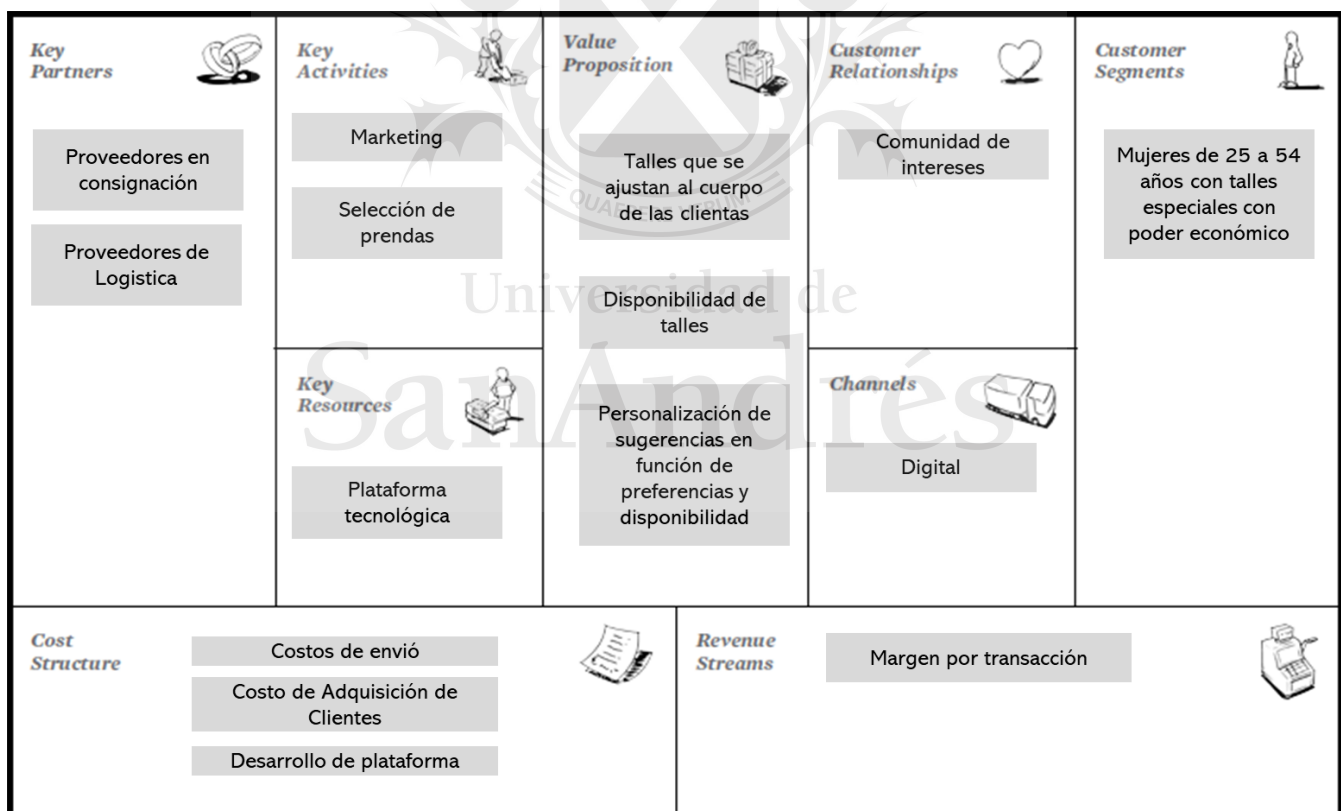 Key
Partners
Proveedores en
consignación
Proveedores de
Logistica
Key
Activities
Marketing
Selección de
prendas
Key
Resources
Plataforma
tecnológica
Value
Proposition
Talles que se
ajustan al cuerpo
de las clientas
Disponibilidad de
talles
Personalización de
sugerencias en
función de
preferencias y
disponibilidad
Customer
Relationships
Comunidad de
intereses
Channels
Digital
Customer
Segments
Mujeres de 25 a 54
años con talles
especiales con
poder económico
Cost
Structure
Costos de envió
Costo de Adquisición de
Clientes
Desarrollo de plataforma
Revenue
Streams
Margen por transacción
Universidad de
SanAndrés